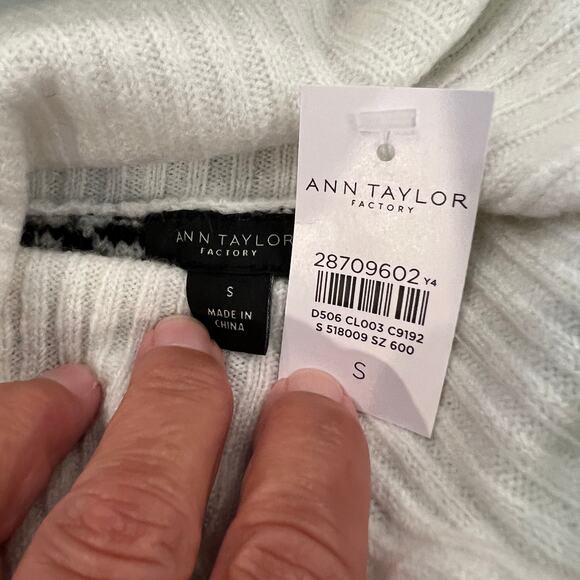 ANN TAYLOR
FACTORY
S
MADE IN
CHINA
ANN TAYLOR
FACTORY
28709602 Y4
D506 CL003 C9192
S 518009 SZ 600
S